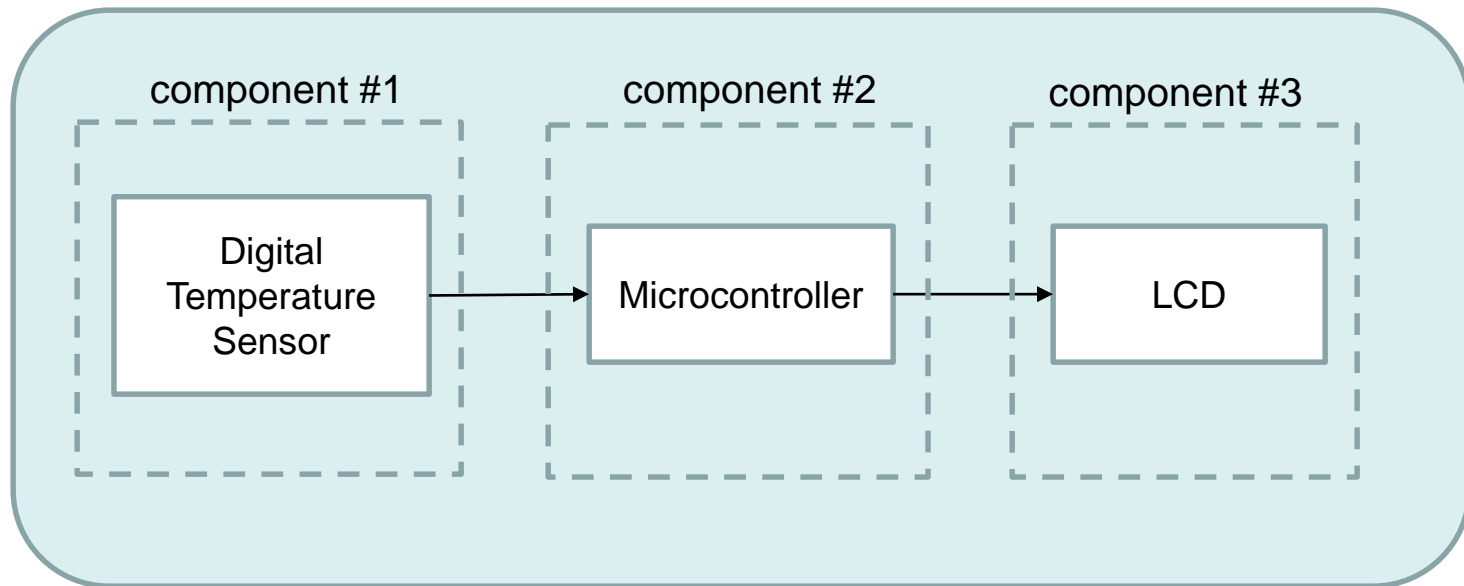 component #1
component #2
component #3
Digital
Temperature
Sensor
Microcontroller
LCD